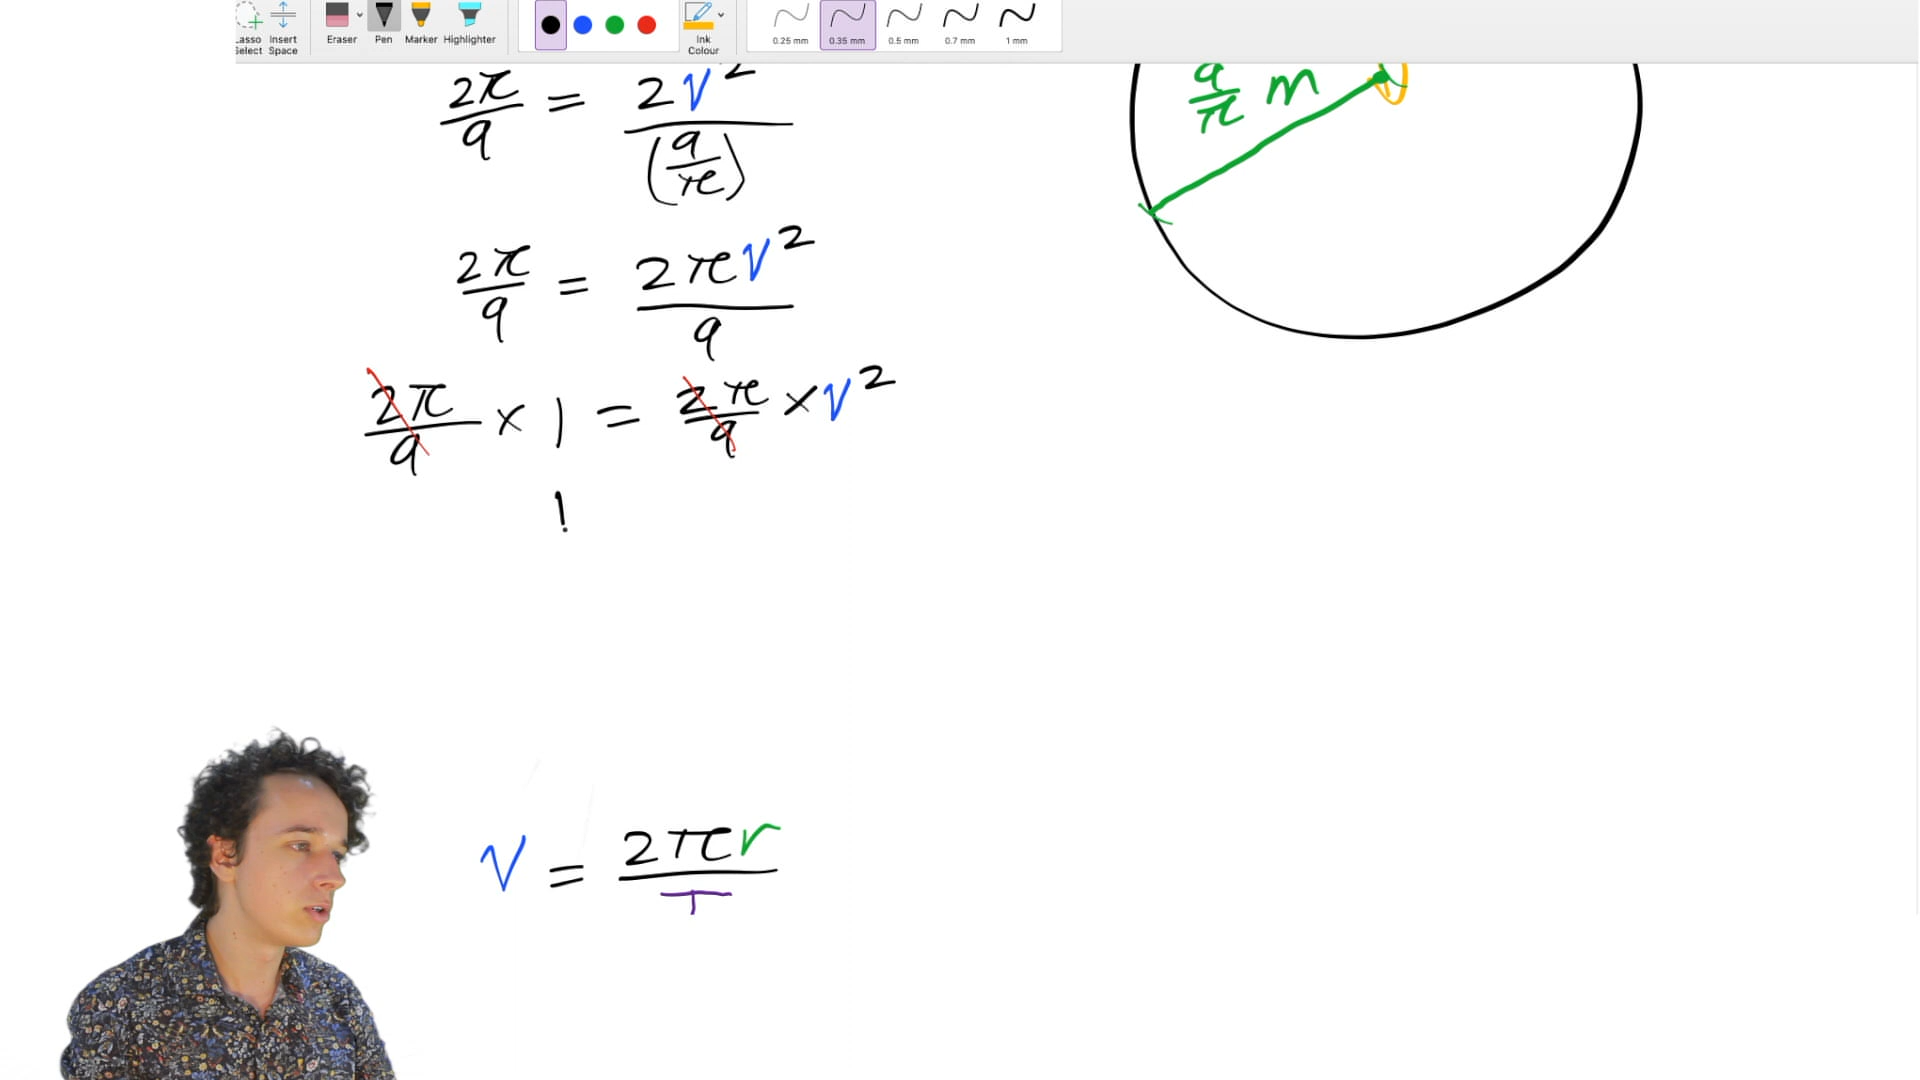 Lasso Select Insert Space Eraser Pen Marker Highlighter Ink Colour 0.25 mm 0.35 mm 0.5 mm 0.7 mm 1 mm
2π/9 = 2v²/(9/π)
9/π m
2π/9 = 2πv²/9
2π/9 × 1 = 2π/9 × v²
1
v = 2πr/T